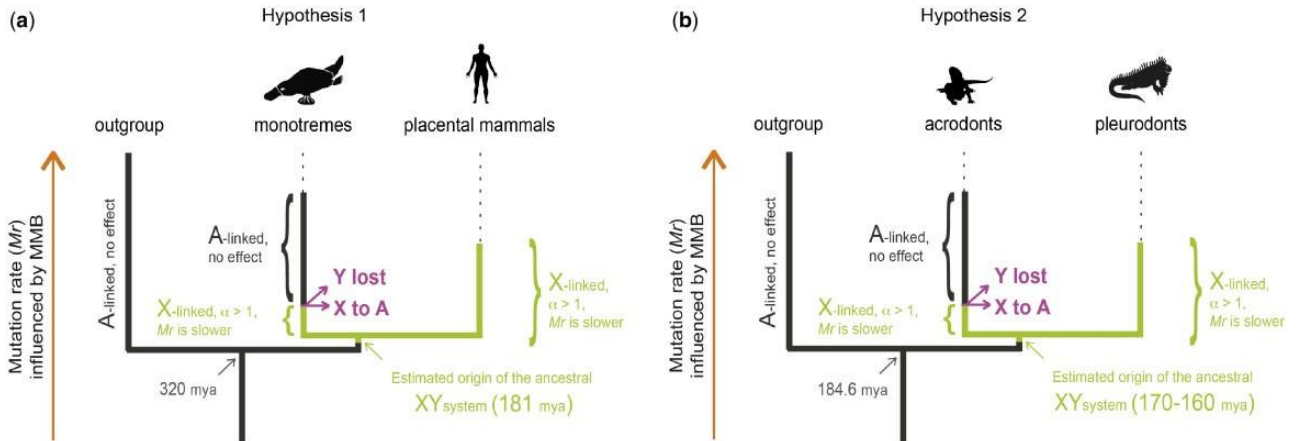 (a)
Hypothesis 1
outgroup
monotremes
placental mammals
Mutation rate (Mr)
influenced by MMB
A-linked, no effect
A-linked,
no effect
Y lost
X to A
X-linked, α > 1,
Mr is slower
X-linked,
α > 1,
Mr is slower
320 mya
Estimated origin of the ancestral
XY system (181 mya)
(b)
Hypothesis 2
outgroup
acrodonts
pleurodonts
Mutation rate (Mr)
influenced by MMB
A-linked, no effect
A-linked,
no effect
Y lost
X to A
X-linked, α > 1,
Mr is slower
X-linked,
α > 1,
Mr is slower
184.6 mya
Estimated origin of the ancestral
XY system (170-160 mya)